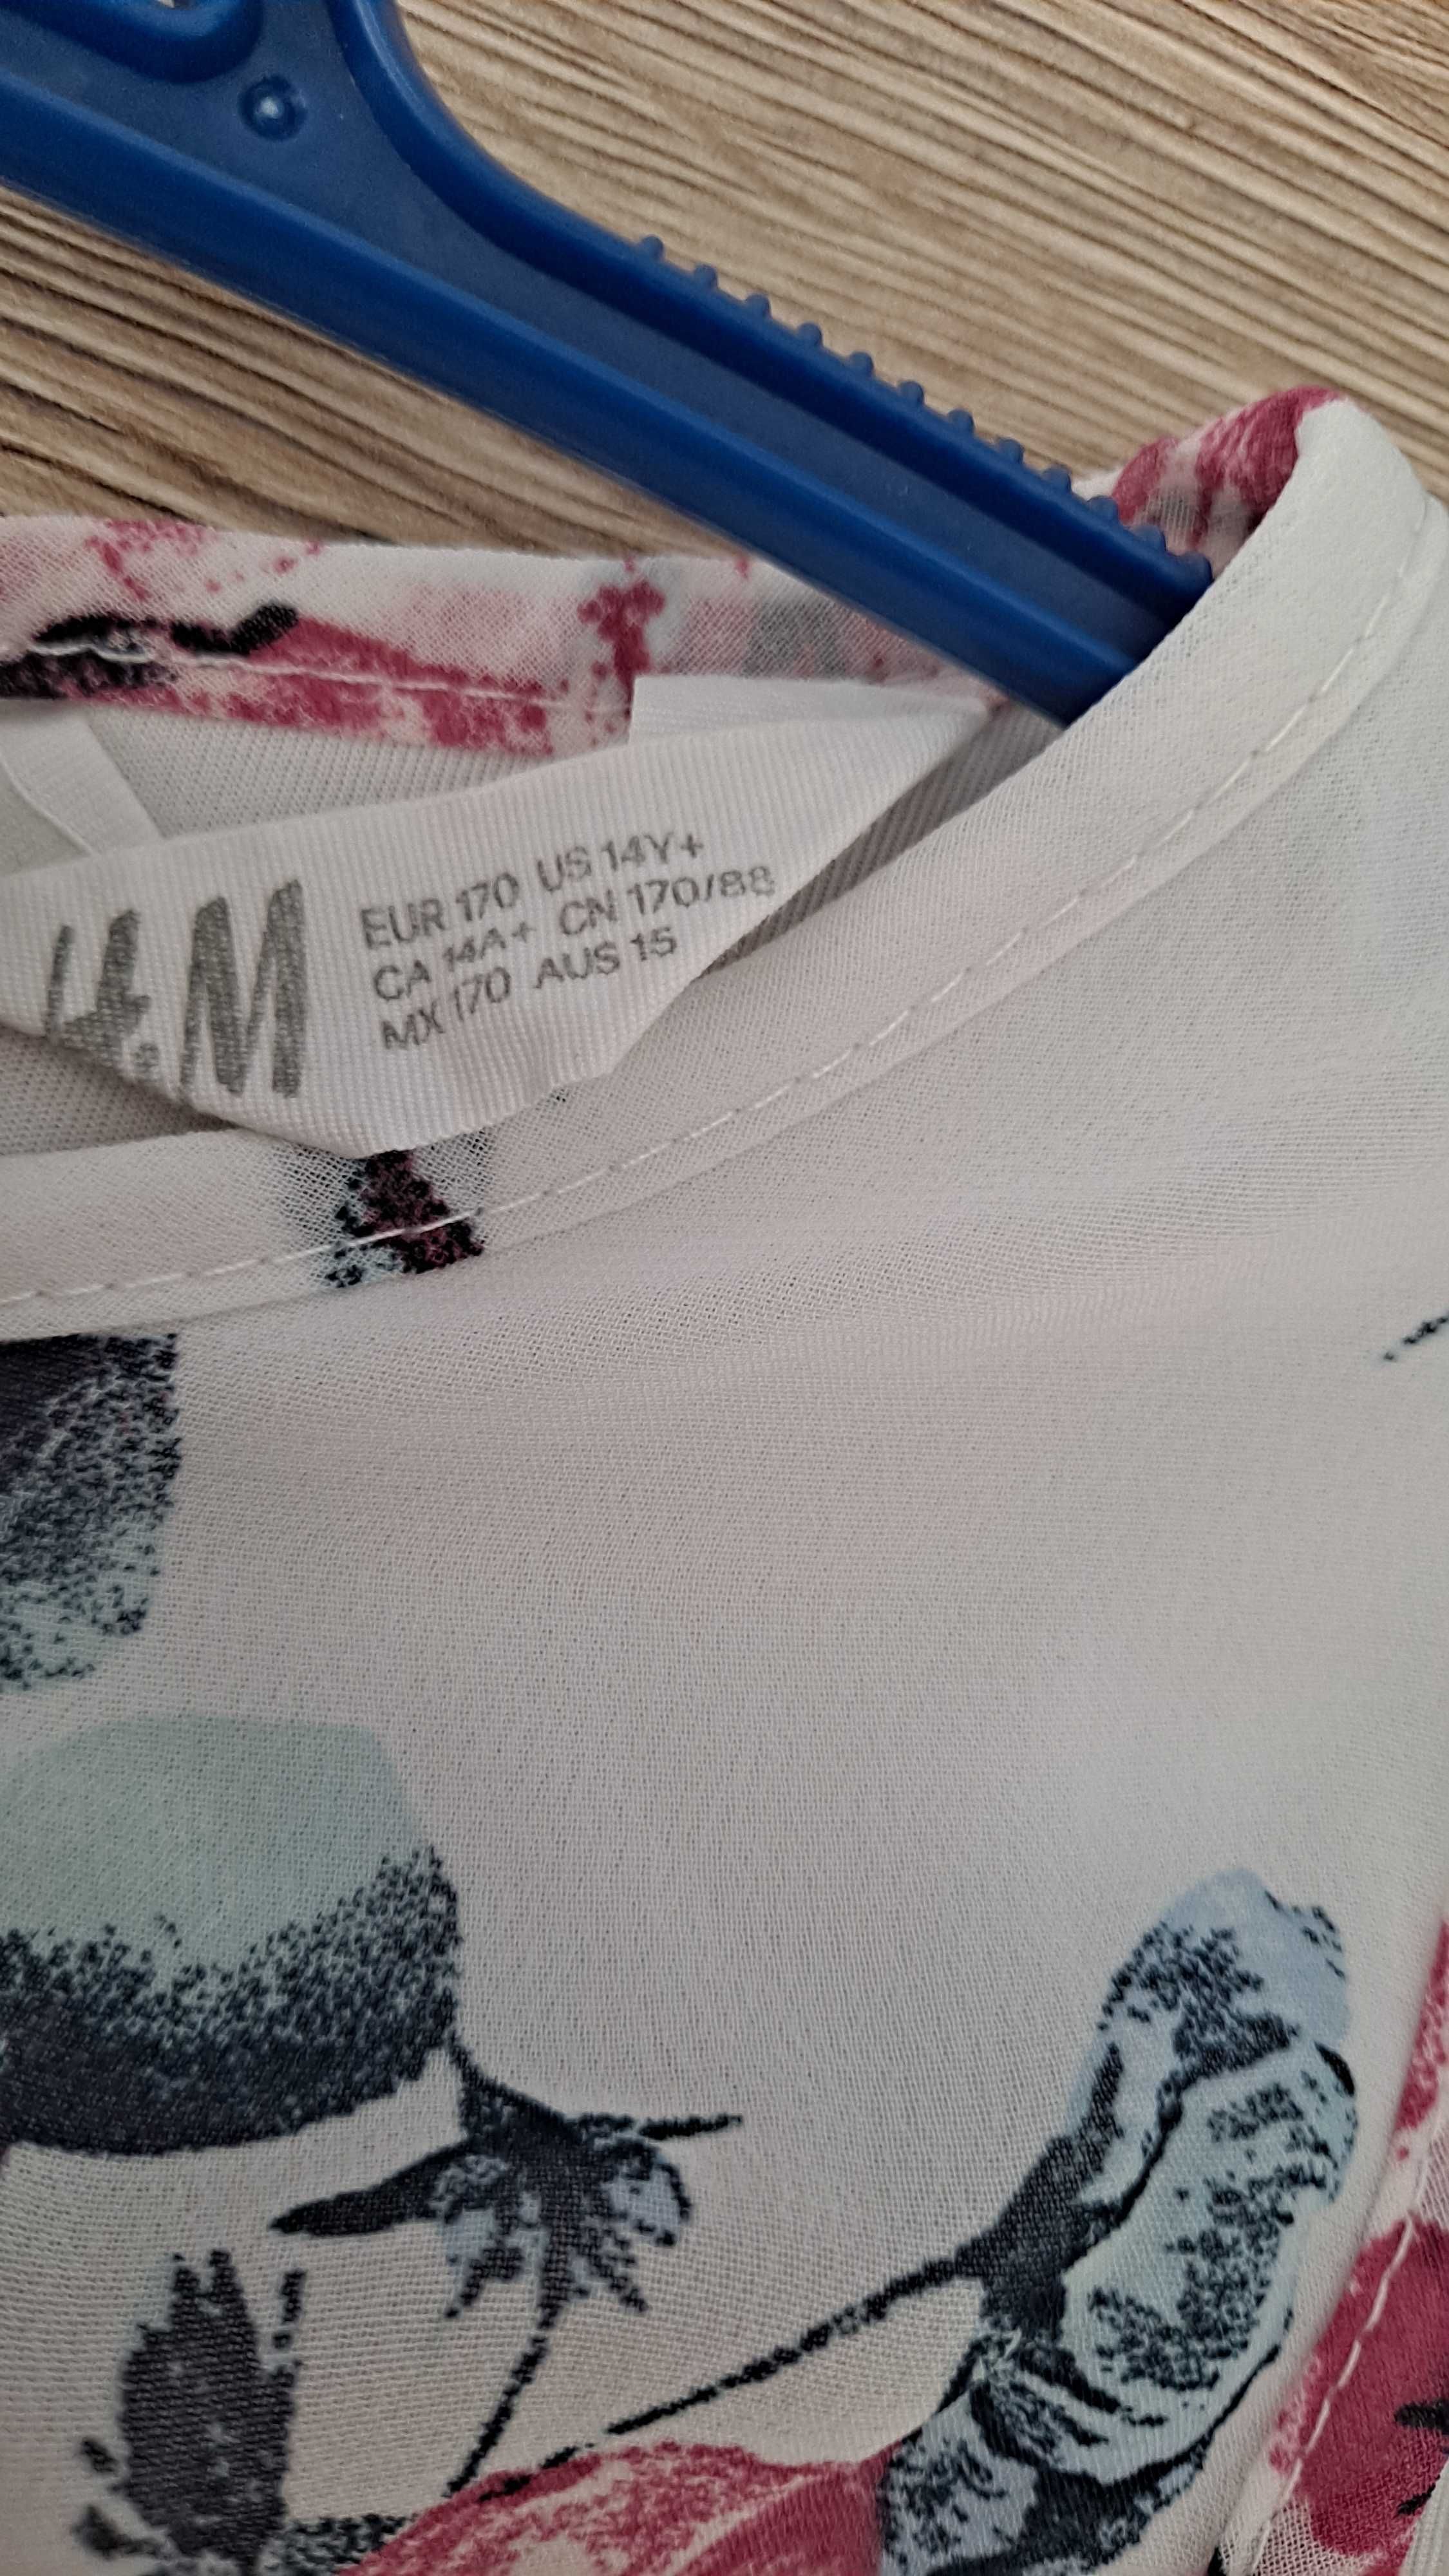 H&M
EUR 170 US 14Y+
CA 14A+ CN 170/88
MX 170 AUS 15